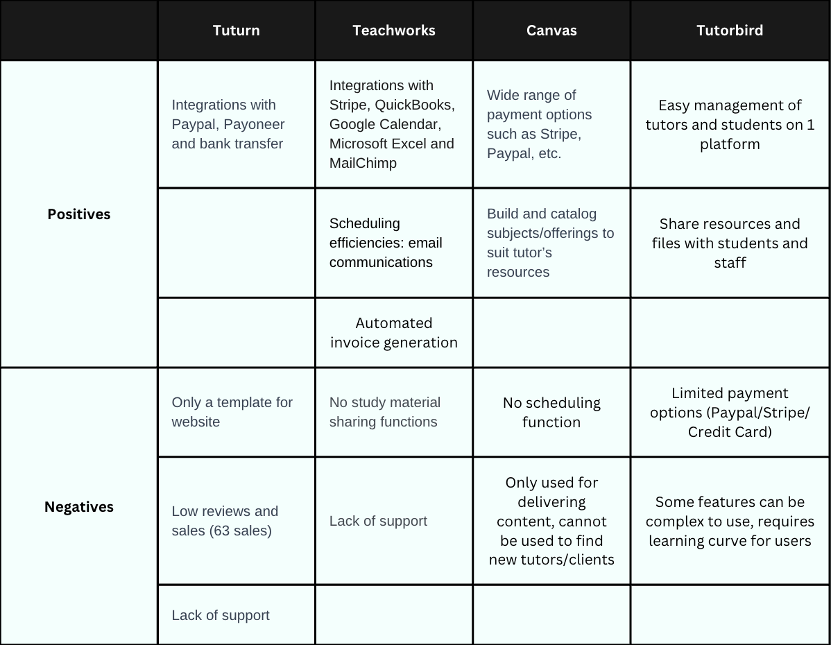 Tuturn
Teachworks
Canvas
Tutorbird
Positives
Integrations with
Paypal, Payoneer
and bank transfer
Integrations with
Stripe, QuickBooks,
Google Calendar,
Microsoft Excel and
MailChimp
Wide range of
payment options
such as Stripe,
Paypal, etc.
Easy management of
tutors and students on 1
platform
Scheduling
efficiencies: email
communications
Build and catalog
subjects/offerings to
suit tutor’s
resources
Share resources and
files with students and
staff
Automated
invoice generation
Negatives
Only a template for
website
No study material
sharing functions
No scheduling
function
Limited payment
options (Paypal/Stripe/
Credit Card)
Low reviews and
sales (63 sales)
Lack of support
Only used for
delivering
content, cannot
be used to find
new tutors/clients
Some features can be
complex to use, requires
learning curve for users
Lack of support